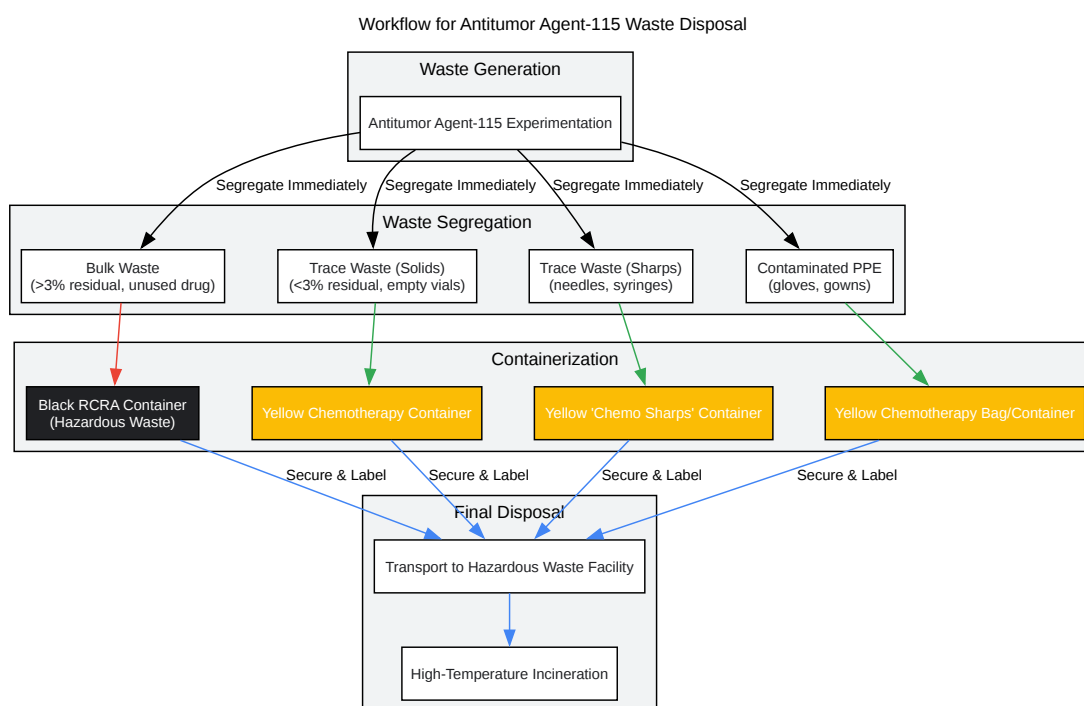 Workflow for Antitumor Agent-115 Waste Disposal
Waste Generation
Antitumor Agent-115 Experimentation
Segregate Immediately
Segregate Immediately
Segregate Immediately
Segregate Immediately
Waste Segregation
Bulk Waste
(>3% residual, unused drug)
Trace Waste (Solids)
(<3% residual, empty vials)
Trace Waste (Sharps)
(needles, syringes)
Contaminated PPE
(gloves, gowns)
Containerization
Black RCRA Container
(Hazardous Waste)
Yellow Chemotherapy Container
Yellow 'Chemo Sharps' Container
Yellow Chemotherapy Bag/Container
Secure & Label
Secure & Label
Secure & Label
Secure & Label
Final Disposal
Transport to Hazardous Waste Facility
High-Temperature Incineration